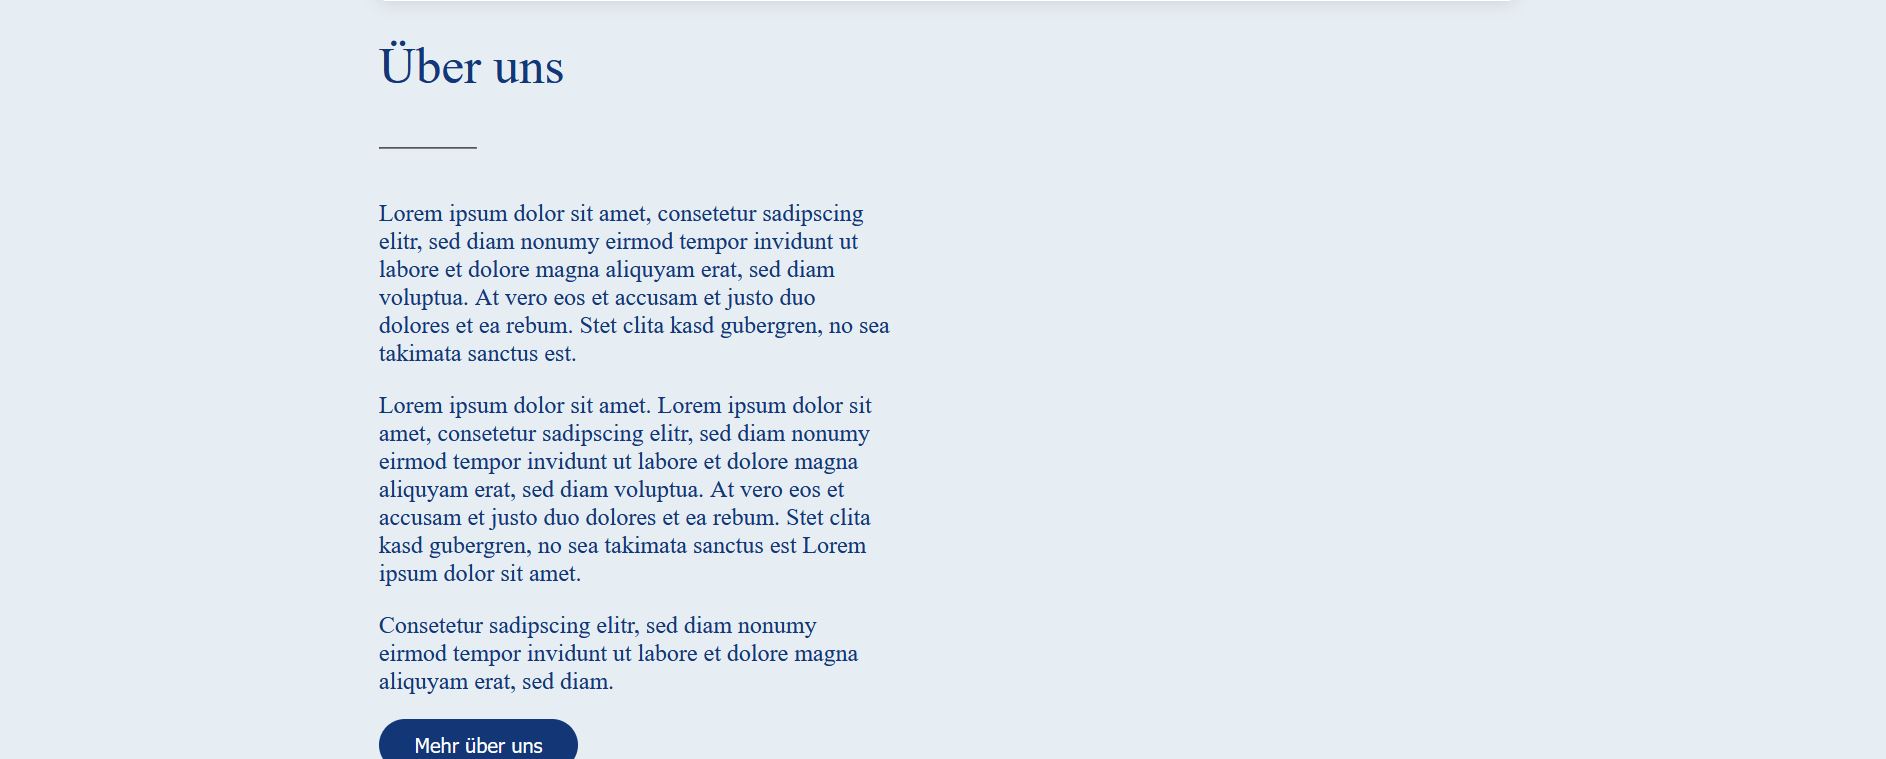 Über uns
Lorem ipsum dolor sit amet, consetetur sadipscing
elitr, sed diam nonumy eirmod tempor invidunt ut
labore et dolore magna aliquyam erat, sed diam
voluptua. At vero eos et accusam et justo duo
dolores et ea rebum. Stet clita kasd gubergren, no sea
takimata sanctus est.
Lorem ipsum dolor sit amet. Lorem ipsum dolor sit
amet, consetetur sadipscing elitr, sed diam nonumy
eirmod tempor invidunt ut labore et dolore magna
aliquyam erat, sed diam voluptua. At vero eos et
accusam et justo duo dolores et ea rebum. Stet clita
kasd gubergren, no sea takimata sanctus est Lorem
ipsum dolor sit amet.
Consetetur sadipscing elitr, sed diam nonumy
eirmod tempor invidunt ut labore et dolore magna
aliquyam erat, sed diam.
Mehr über uns